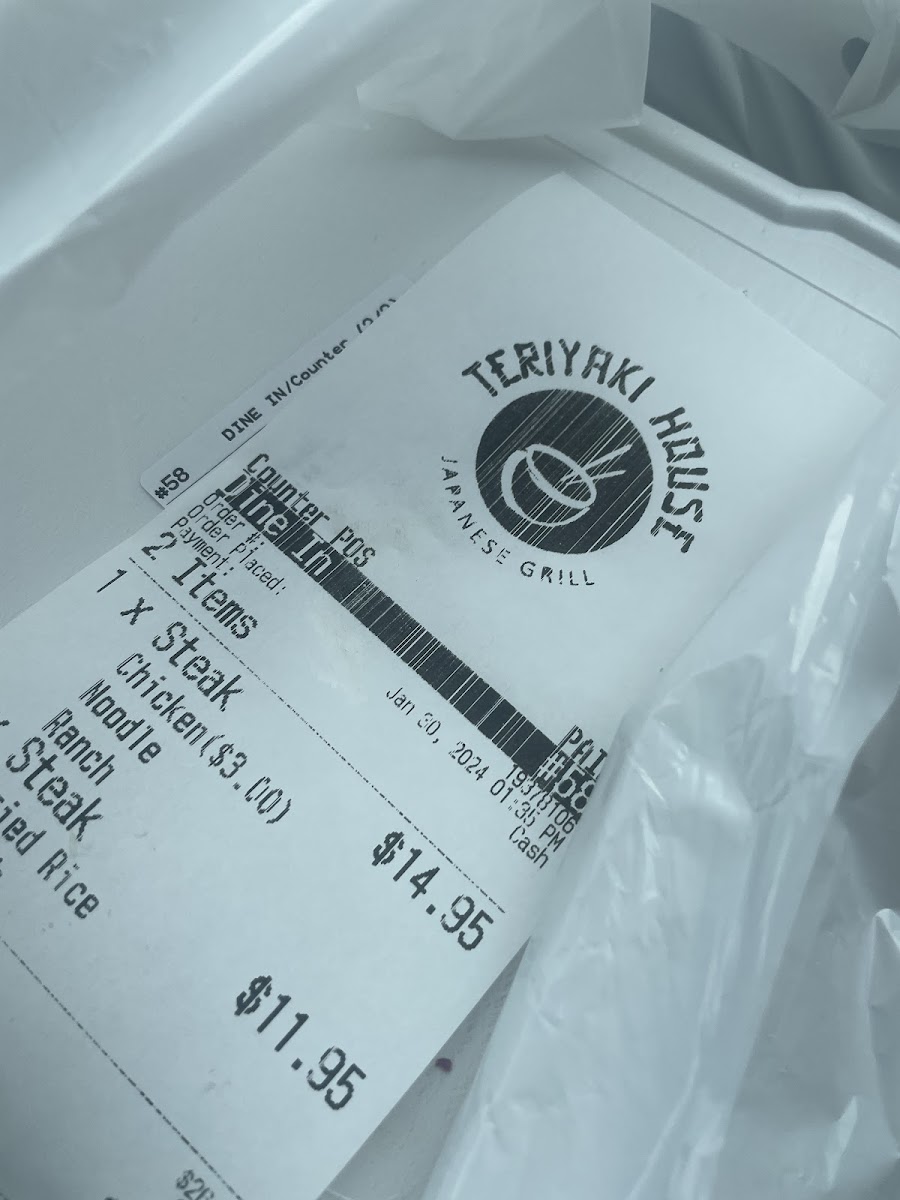 TERIYAKI HOUSE
JAPANESE GRILL
DINE IN/Counter
#58
Counter POS
Dine In
Order #:
Order Placed: Jan 30, 2024 01:35 PM
Payment: Cash
2 Items
1 x Steak $14.95
Chicken($3.00)
Noodle
Ranch
Steak $11.95
Rice